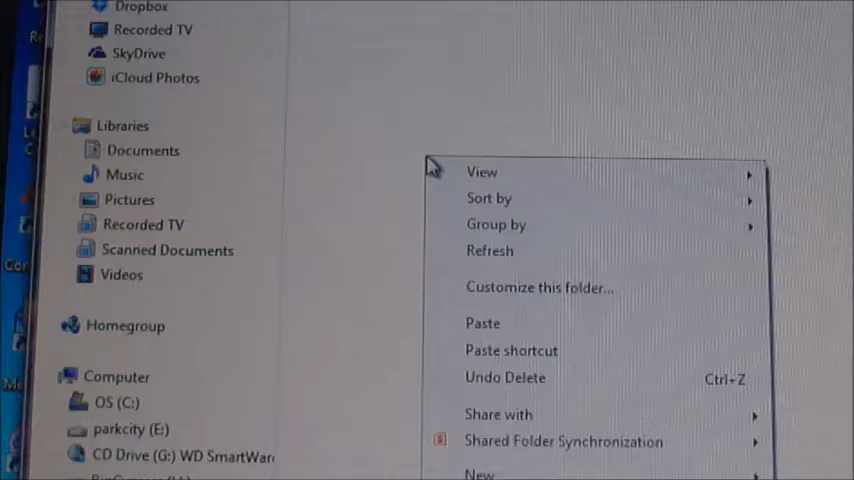 Dropbox
Recorded TV
SkyDrive
iCloud Photos
Libraries
Documents
Music
Pictures
Recorded TV
Scanned Documents
Videos
Homegroup
Computer
OS (C:)
parkcity (E:)
CD Drive (G:) WD SmartWar
View
Sort by
Group by
Refresh
Customize this folder...
Paste
Paste shortcut
Undo Delete Ctrl+Z
Share with
Shared Folder Synchronization
New